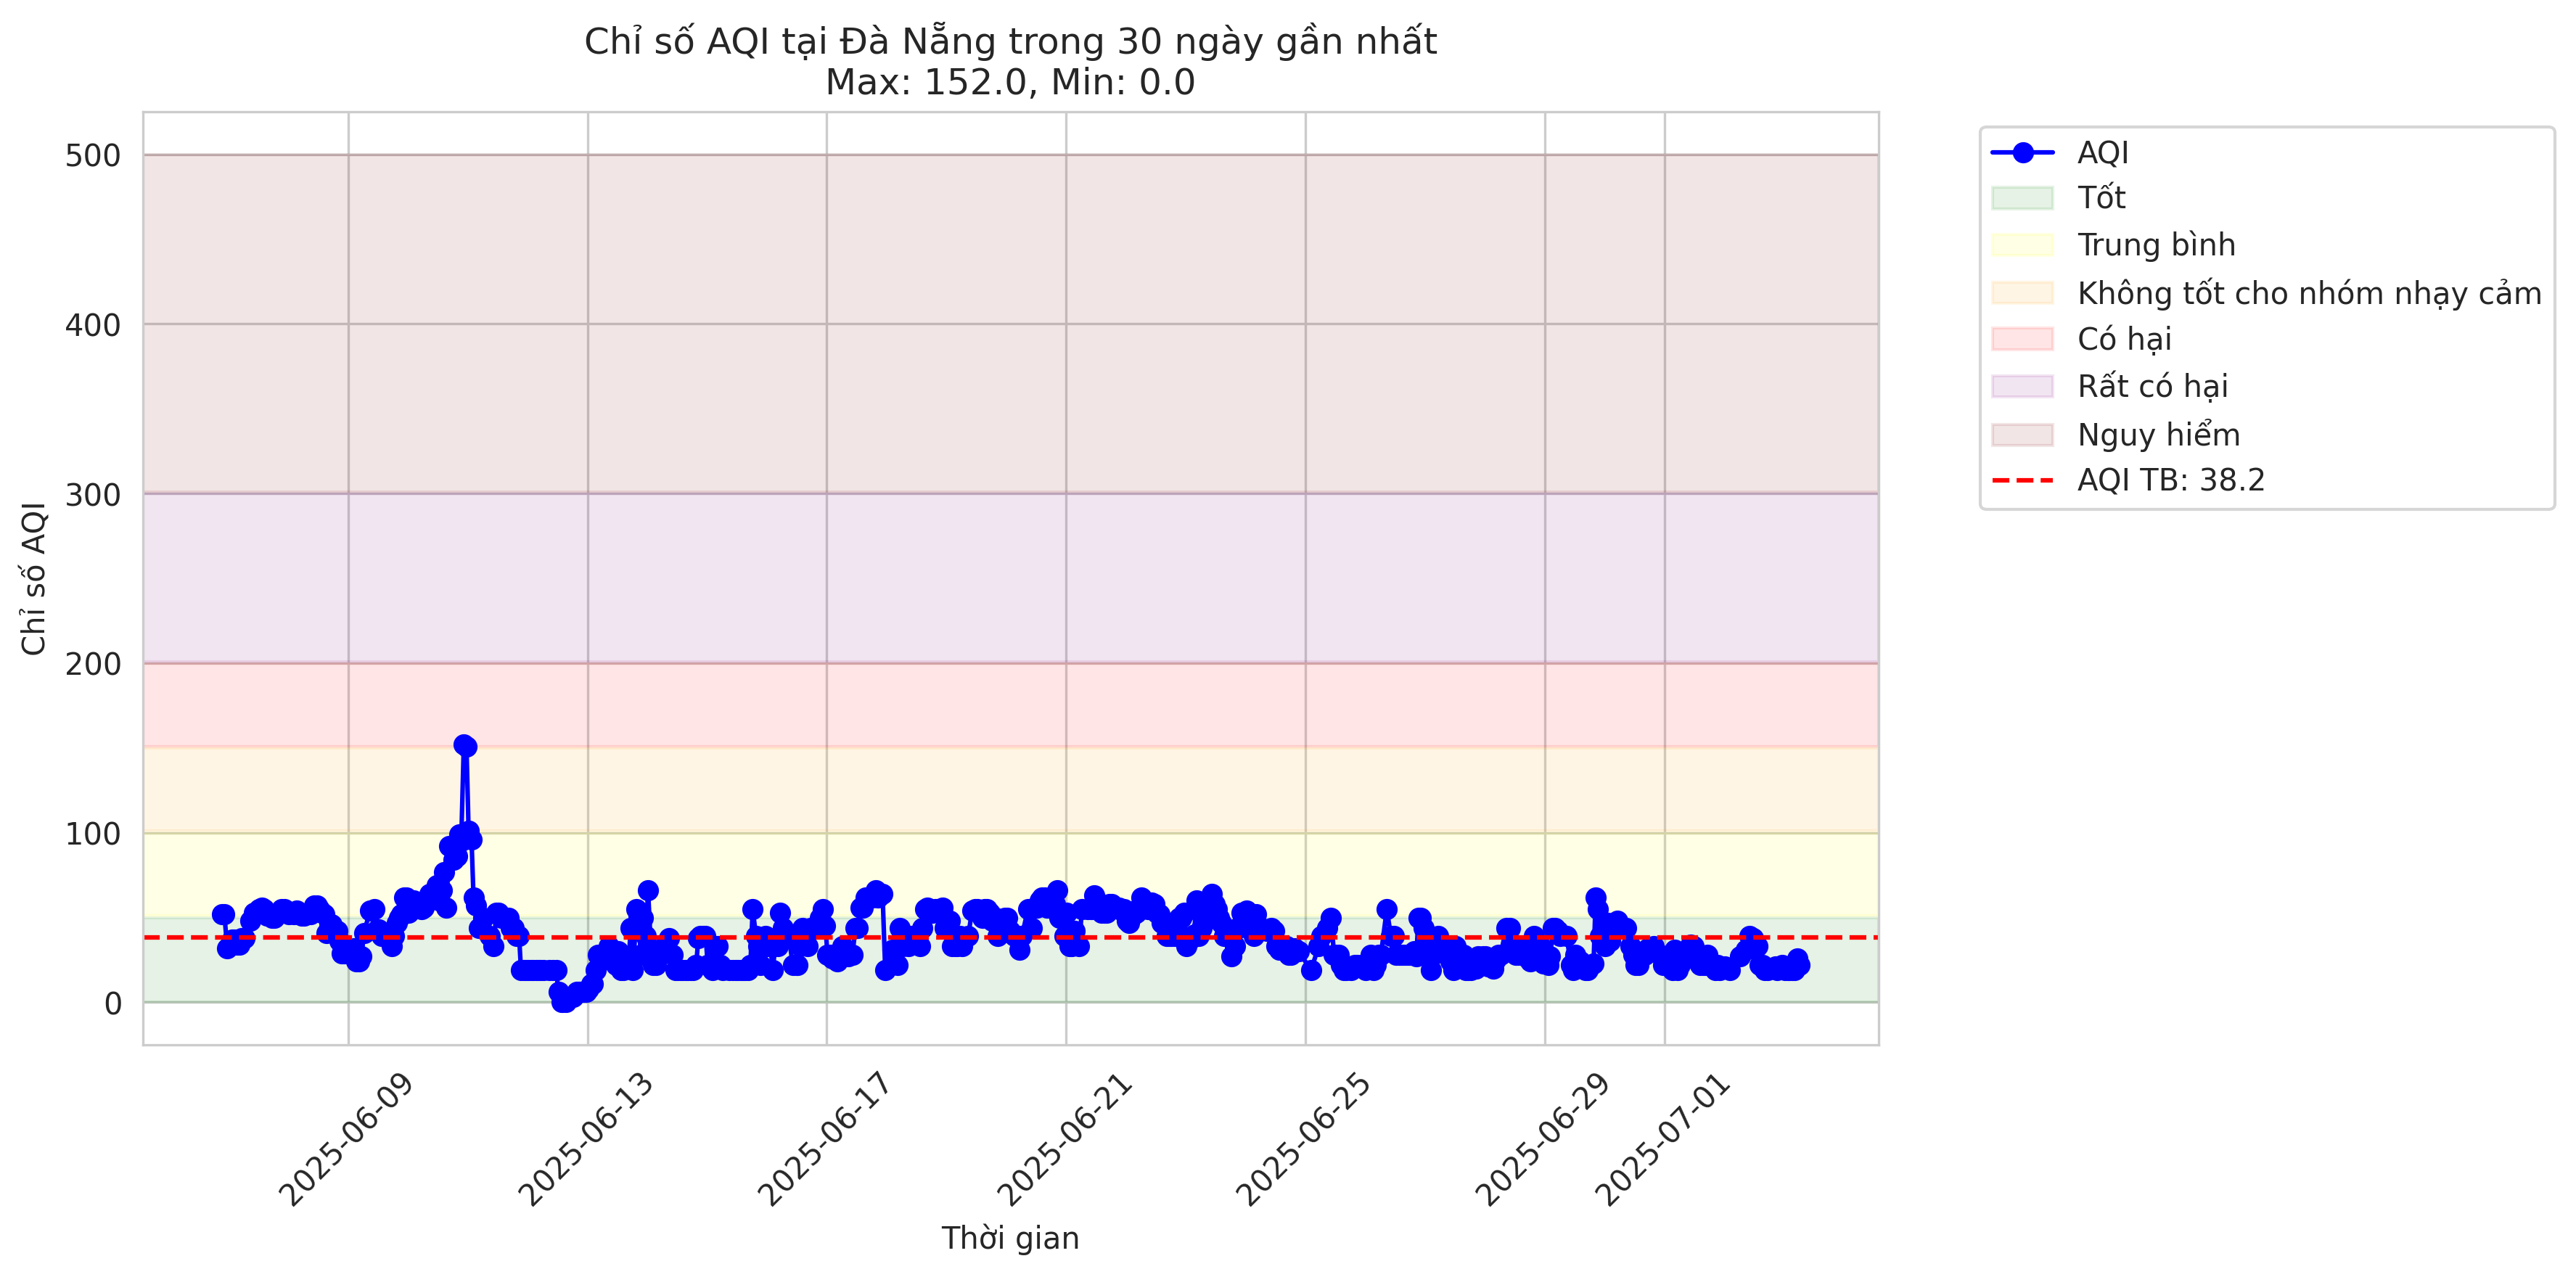 Chỉ số AQI tại Đà Nẵng trong 30 ngày gần nhất
Max: 152.0, Min: 0.0
Chỉ số AQI
500
400
300
200
100
0
2025-06-09
2025-06-13
2025-06-17
2025-06-21
2025-06-25
2025-06-29
2025-07-01
Thời gian
AQI
Tốt
Trung bình
Không tốt cho nhóm nhạy cảm
Có hại
Rất có hại
Nguy hiểm
AQI TB: 38.2